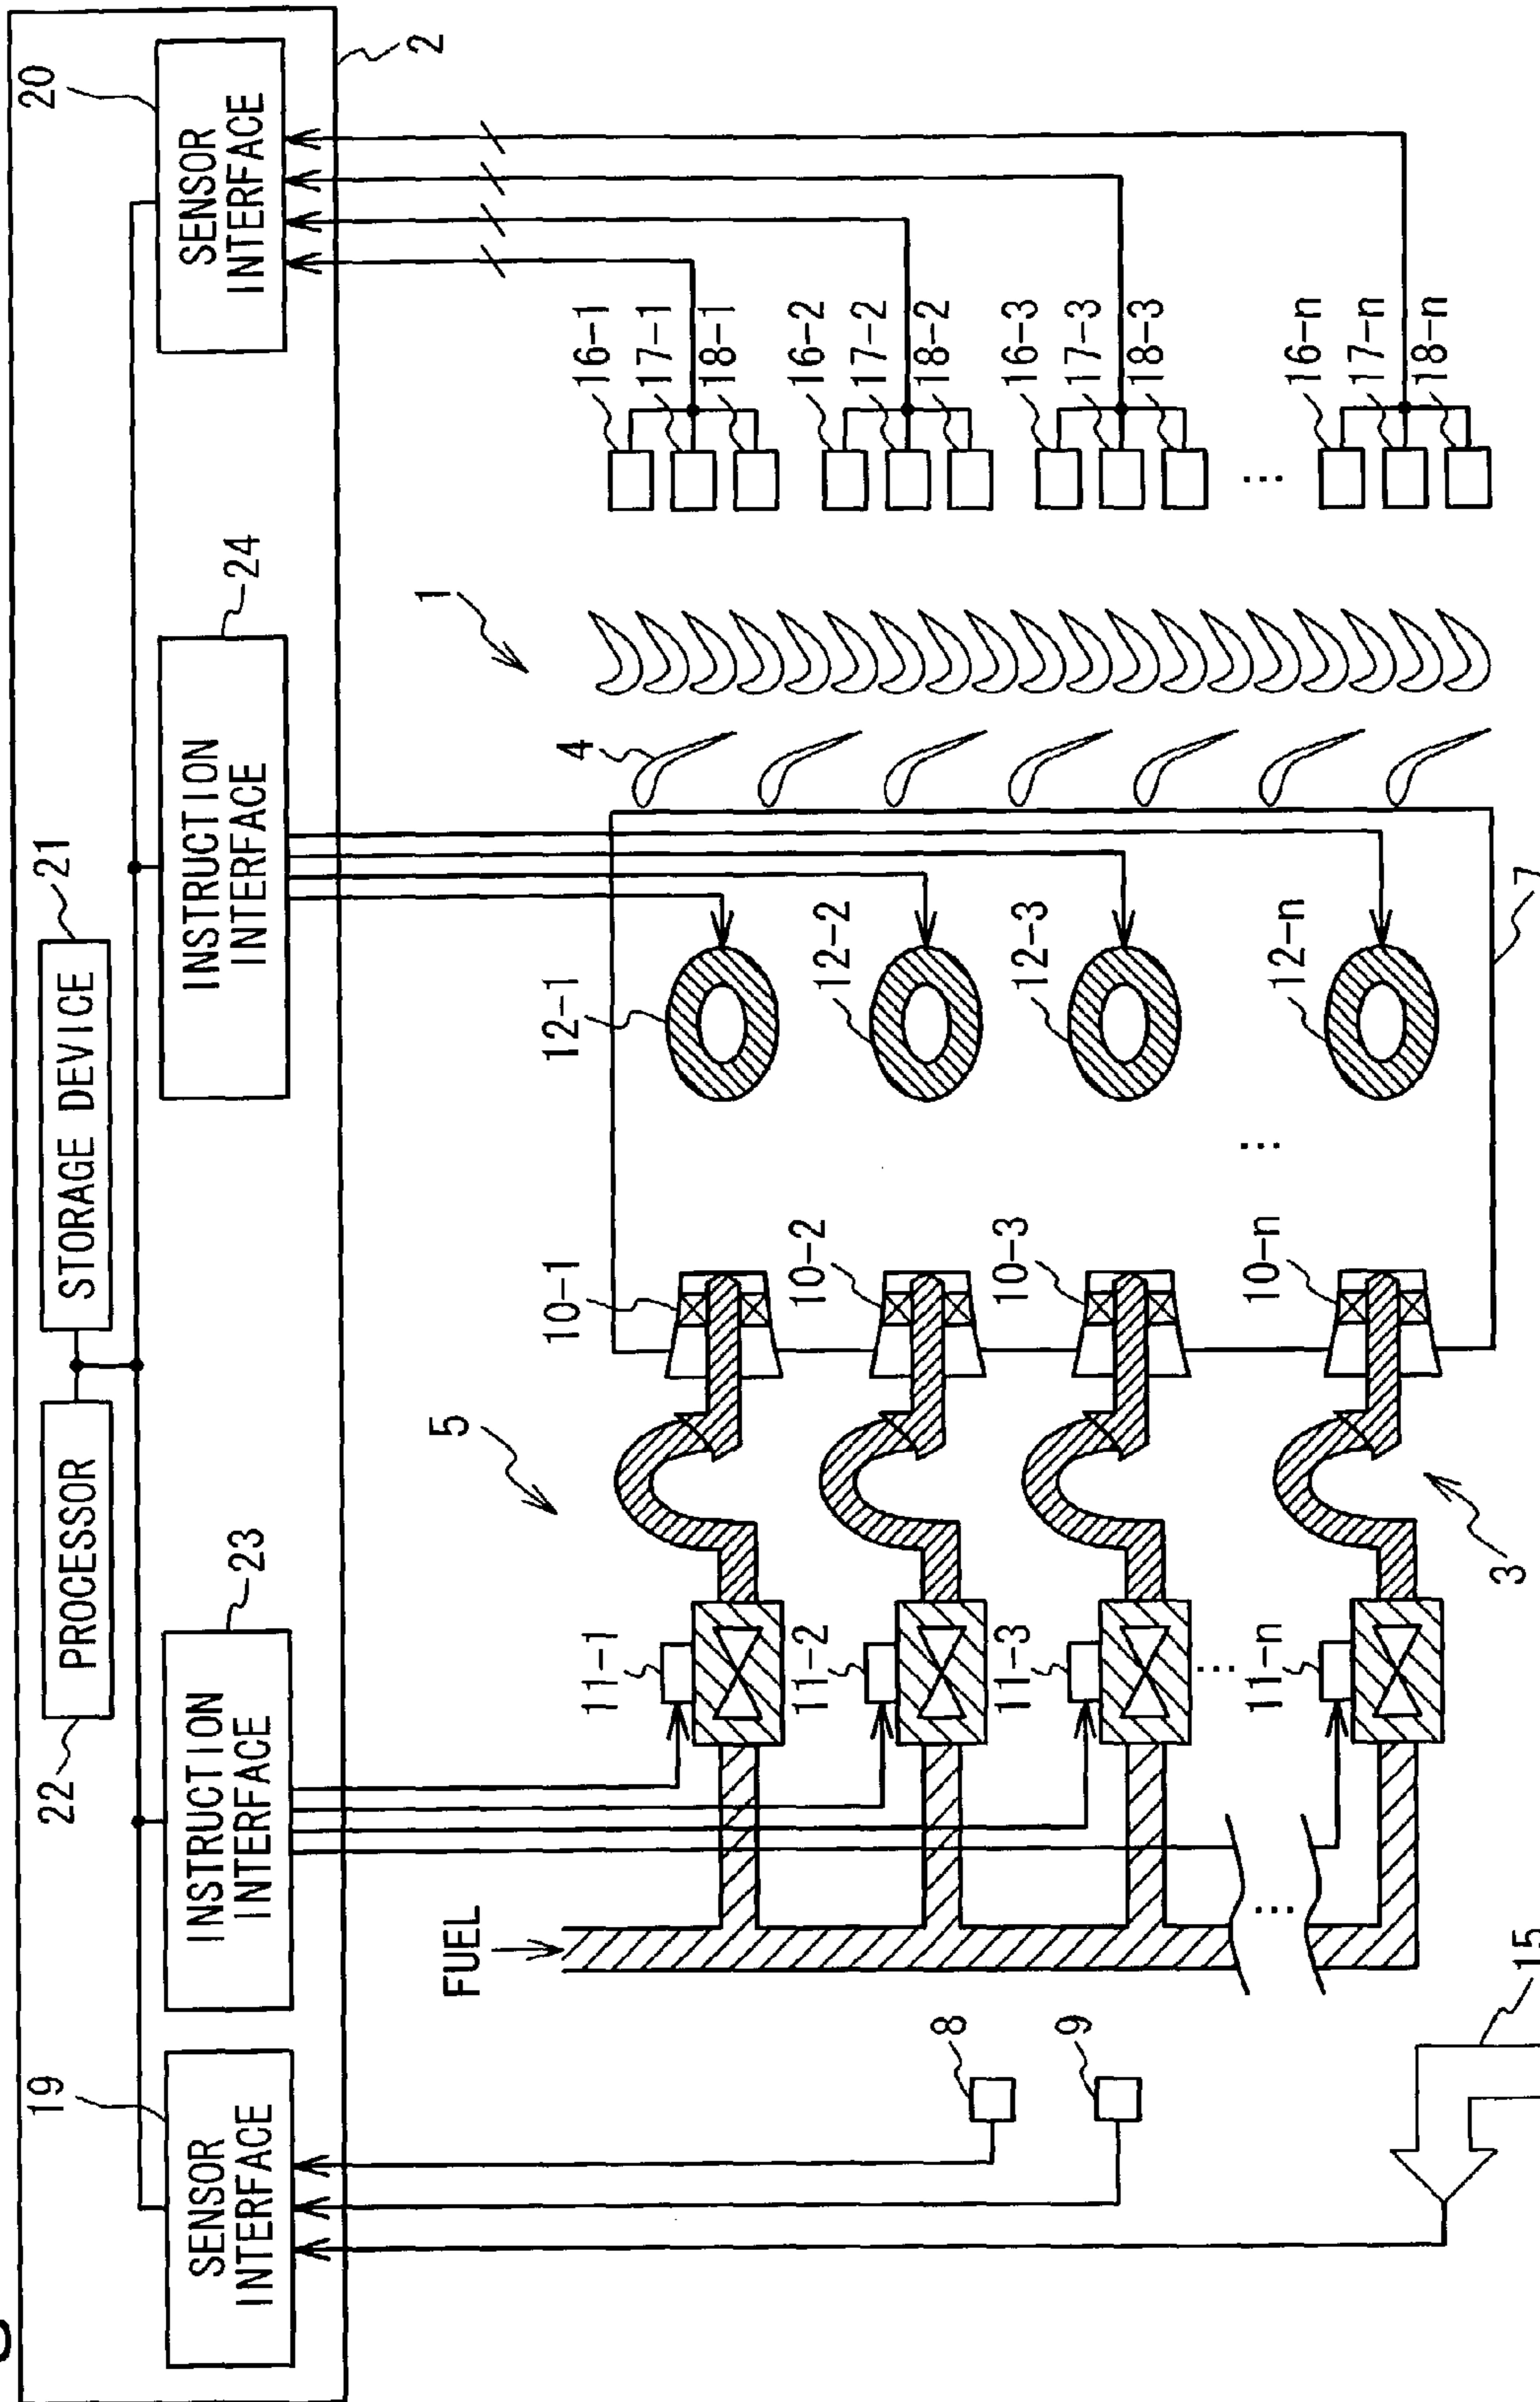 2
22
PROCESSOR
STORAGE DEVICE
21
19
SENSOR
INTERFACE
INSTRUCTION
INTERFACE
23
INSTRUCTION
INTERFACE
24
20
SENSOR
INTERFACE
FUEL
5
1
4
8
9
15
3
7
11-1
11-2
11-3
...
11-n
...
10-1
10-2
10-3
10-n
12-1
12-2
12-3
...
12-n
16-1
17-1
18-1
16-2
17-2
18-2
16-3
17-3
18-3
...
16-n
17-n
18-n